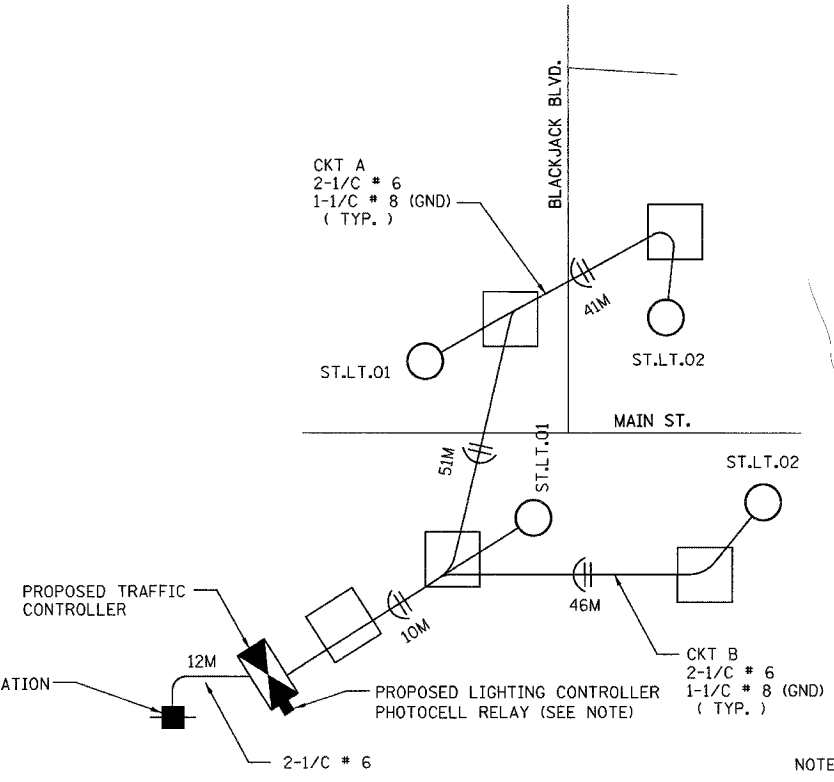 BLACKJACK BLVD.
CKT A
2-1/C # 6
1-1/C # 8 (GND)
( TYP. )
41M
ST.LT.01
ST.LT.02
MAIN ST.
51M
ST.LT.01
ST.LT.02
PROPOSED TRAFFIC
CONTROLLER
46M
10M
12M
CKT B
2-1/C # 6
1-1/C # 8 (GND)
( TYP. )
ATION
PROPOSED LIGHTING CONTROLLER
PHOTOCELL RELAY (SEE NOTE)
2-1/C # 6
NOTE